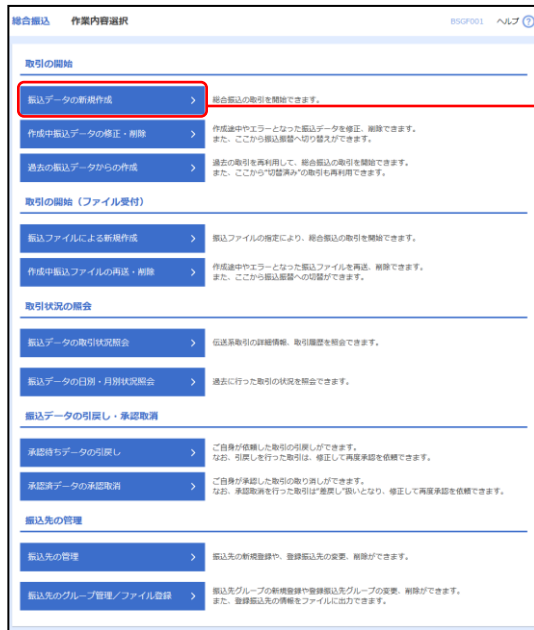 総合振込 作業内容選択 BSGF001 ヘルプ ?
取引の開始
振込データの新規作成 > 総合振込の取引を開始できます。
作成中振込データの修正・削除 > 作成途中やエラーとなった振込データを修正、削除できます。
また、ここから振込振替へ切り替えができます。
過去の振込データからの作成 > 過去の取引を再利用して、総合振込の取引を開始できます。
また、ここから“切替済み”の取引も再利用できます。
取引の開始（ファイル受付）
振込ファイルによる新規作成 > 振込ファイルの指定により、総合振込の取引を開始できます。
作成中振込ファイルの再送・削除 > 作成途中やエラーとなった振込ファイルを再送、削除できます。
また、ここから振込振替への切替ができます。
取引状況の照会
振込データの取引状況照会 > 伝送系取引の詳細情報、取引履歴を照会できます。
振込データの日別・月別状況照会 > 過去に行った取引の状況を照会できます。
振込データの引戻し・承認取消
承認待ちデータの引戻し > ご自身が依頼した取引の引戻しができます。
なお、引戻しを行った取引は、修正して再度承認を依頼できます。
承認済データの承認取消 > ご自身が承認した取引の取り消しができます。
なお、承認取消を行った取引は“差戻し”扱いとなり、修正して再度承認を依頼できます。
振込先の管理
振込先の管理 > 振込先の新規登録や、登録振込先の変更、削除ができます。
振込先のグループ管理／ファイル登録 > 振込先グループの新規登録や登録振込先グループの変更、削除ができます。
また、登録振込先の情報をファイルに出力できます。